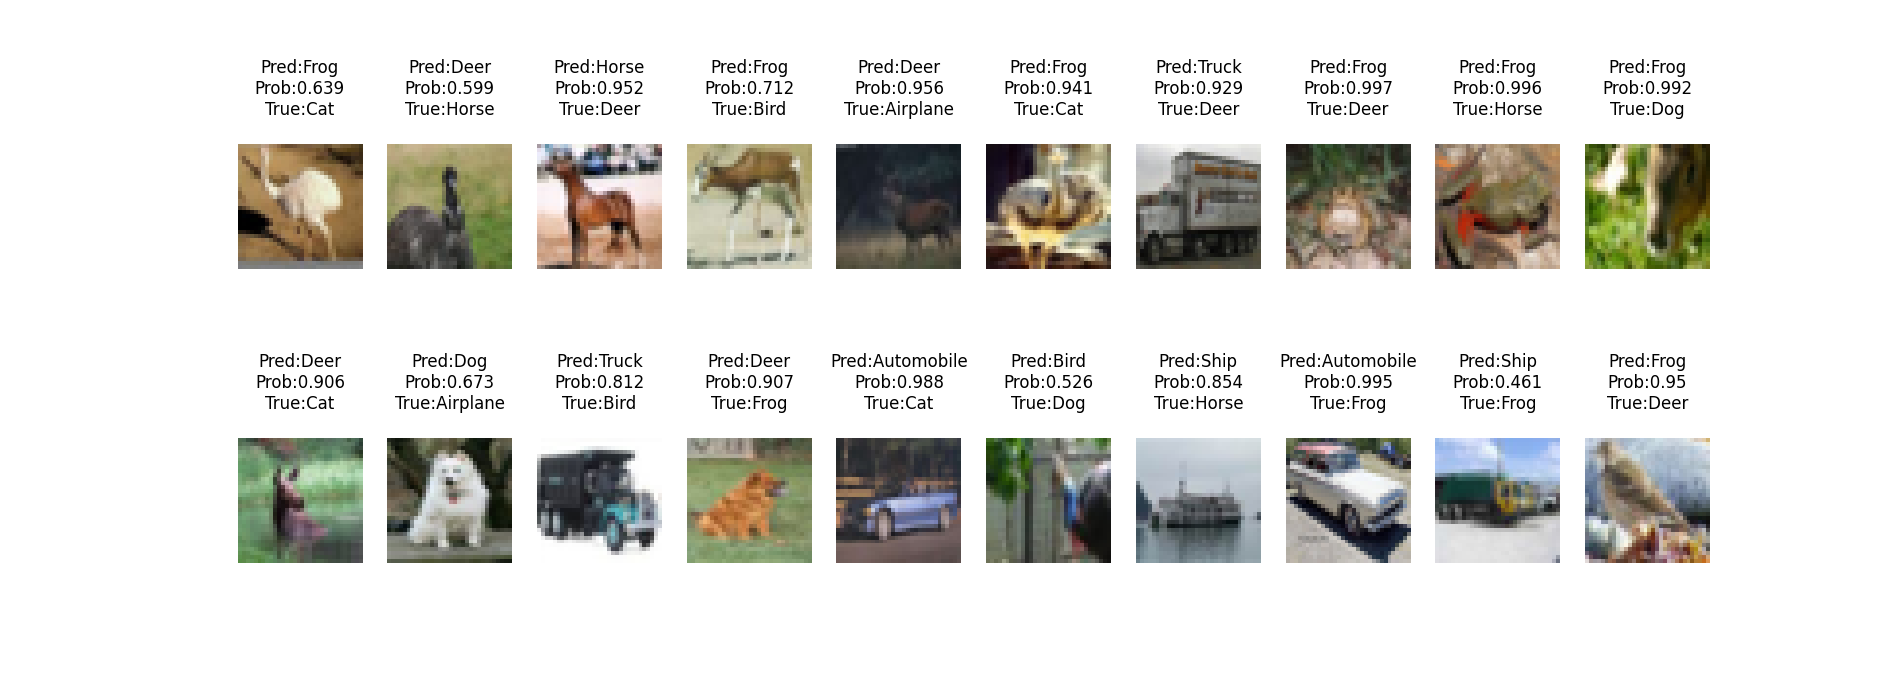 Pred:Frog
Prob:0.639
True:Cat
Pred:Deer
Prob:0.599
True:Horse
Pred:Horse
Prob:0.952
True:Deer
Pred:Frog
Prob:0.712
True:Bird
Pred:Deer
Prob:0.956
True:Airplane
Pred:Frog
Prob:0.941
True:Cat
Pred:Truck
Prob:0.929
True:Deer
Pred:Frog
Prob:0.997
True:Deer
Pred:Frog
Prob:0.996
True:Horse
Pred:Frog
Prob:0.992
True:Dog
Pred:Deer
Prob:0.906
True:Cat
Pred:Dog
Prob:0.673
True:Airplane
Pred:Truck
Prob:0.812
True:Bird
Pred:Deer
Prob:0.907
True:Frog
Pred:Automobile
Prob:0.988
True:Cat
Pred:Bird
Prob:0.526
True:Dog
Pred:Ship
Prob:0.854
True:Horse
Pred:Automobile
Prob:0.995
True:Frog
Pred:Ship
Prob:0.461
True:Frog
Pred:Frog
Prob:0.95
True:Deer